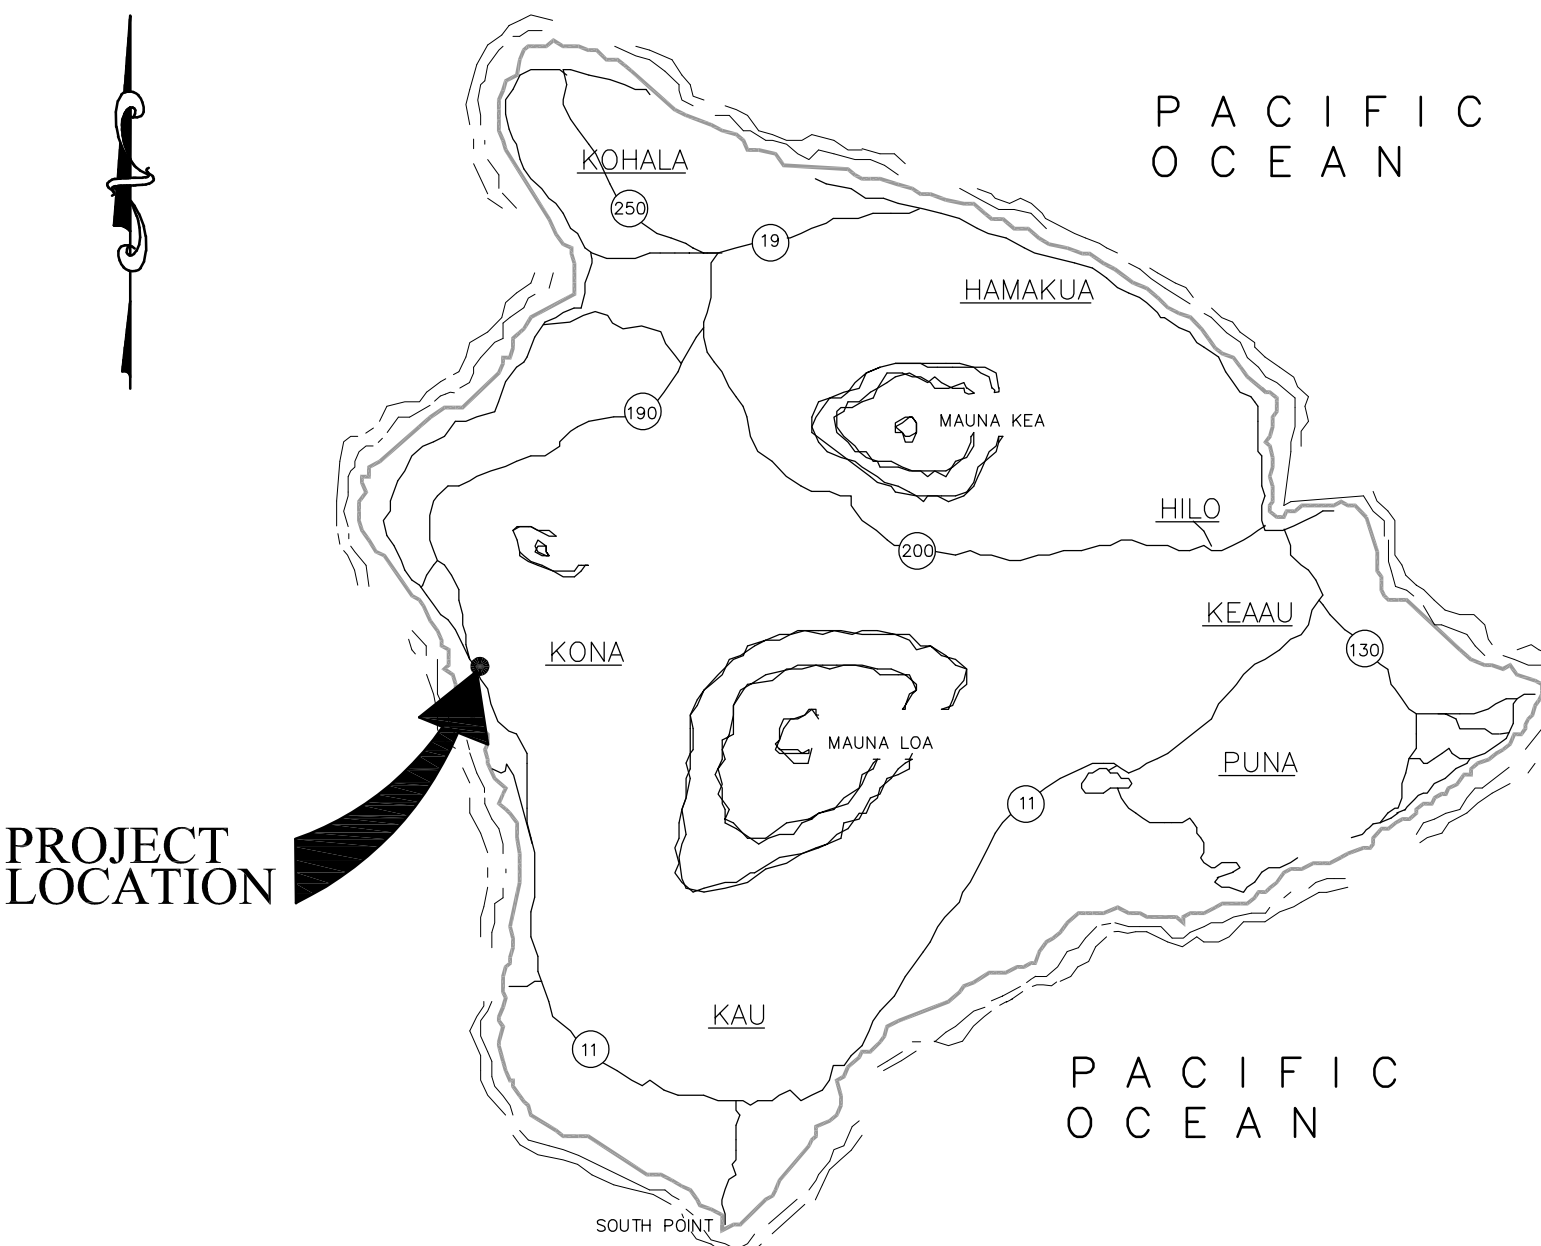 PACIFIC
OCEAN
KOHALA
250
19
HAMAKUA
190
MAUNA KEA
HILO
200
KEAAU
130
KONA
MAUNA LOA
PUNA
11
PROJECT
LOCATION
KAU
11
PACIFIC
OCEAN
SOUTH POINT